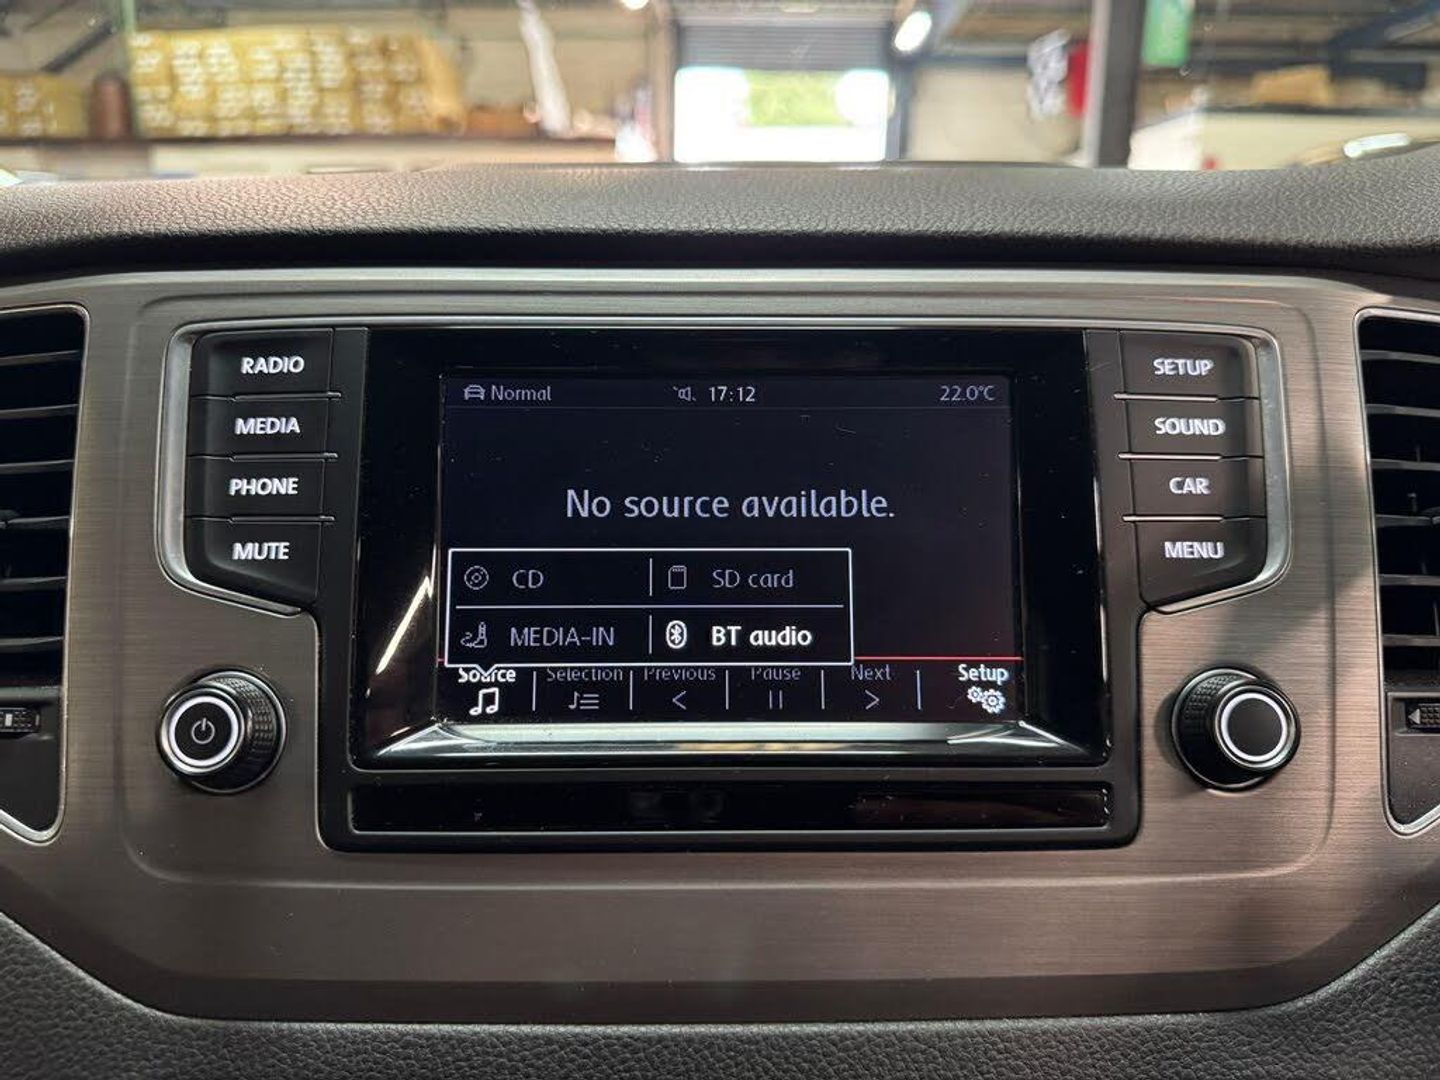 RADIO
MEDIA
PHONE
MUTE
Normal 17:12 22.0°C
No source available.
CD SD card
MEDIA-IN BT audio
Source Selection Previous Pause Next Setup
SETUP
SOUND
CAR
MENU